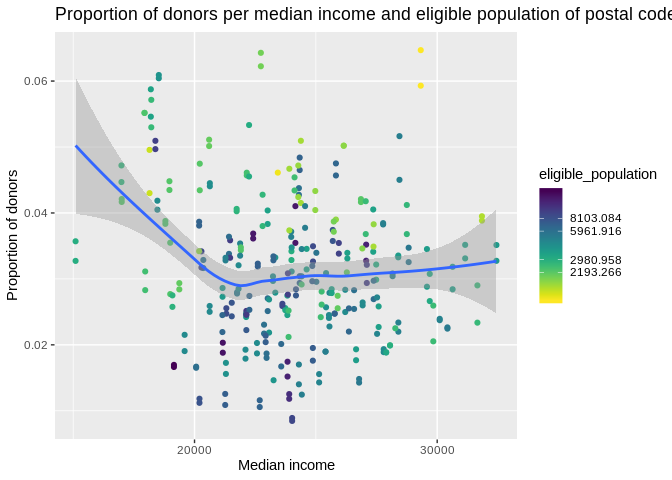 Proportion of donors per median income and eligible population of postal code
Proportion of donors
0.06
0.04
0.02
20000
30000
Median income
eligible_population
8103.084
5961.916
2980.958
2193.266